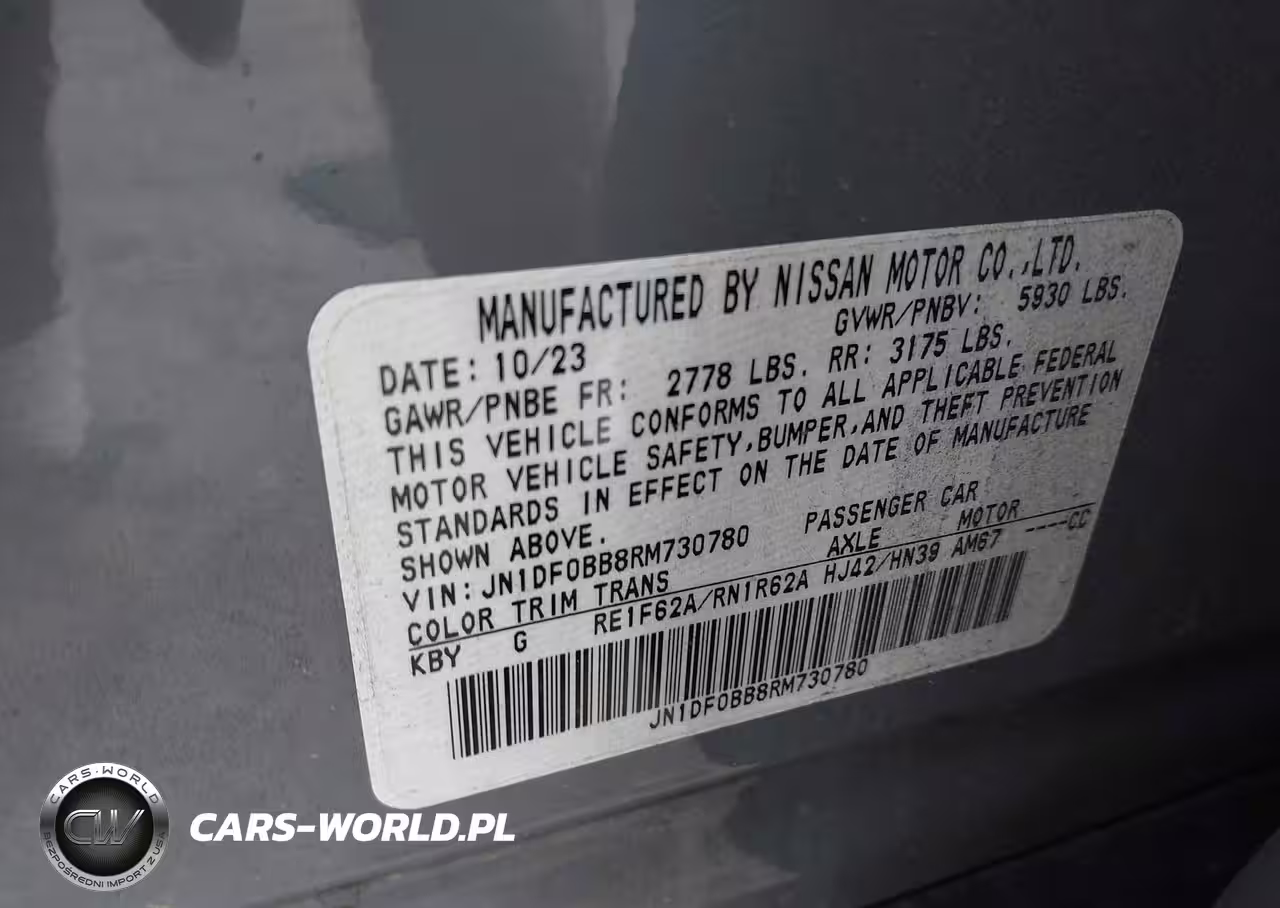 MANUFACTURED BY NISSAN MOTOR CO.,LTD.
DATE: 10/23 GVWR/PNBV: 5930 LBS.
GAWR/PNBE FR: 2778 LBS. RR: 3175 LBS.
THIS VEHICLE CONFORMS TO ALL APPLICABLE FEDERAL
MOTOR VEHICLE SAFETY,BUMPER,AND THEFT PREVENTION
STANDARDS IN EFFECT ON THE DATE OF MANUFACTURE
SHOWN ABOVE.
VIN: JN1DF0BB8RM730780 PASSENGER CAR
COLOR TRIM TRANS AXLE MOTOR
KBY G RE1F62A/RN1R62A HJ42/HN39 AM67 ----CC
JN1DF0BB8RM730780
CARS-WORLD
CW
BEZPOŚREDNI IMPORT Z USA
CARS-WORLD.PL